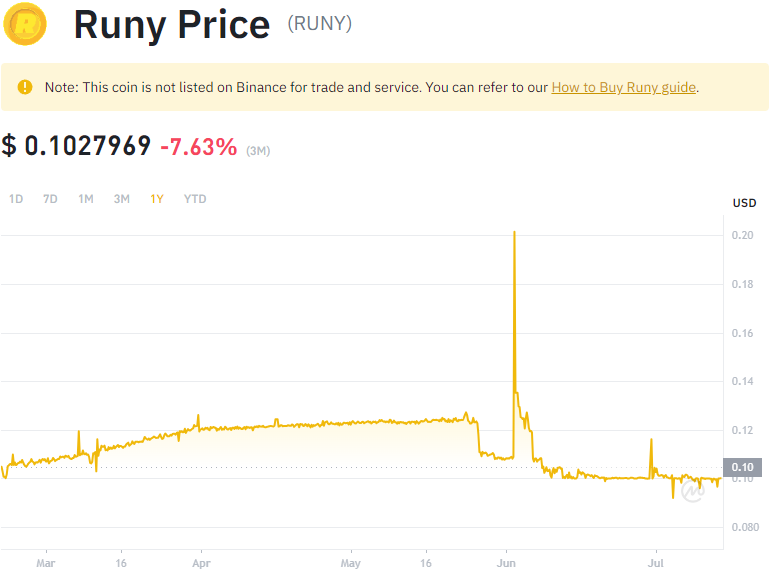 Runy Price (RUNY)
Note: This coin is not listed on Binance for trade and service. You can refer to our How to Buy Runy guide.
$ 0.1027969 -7.63% (3M)
1D 7D 1M 3M 1Y YTD
USD
0.20
0.18
0.16
0.14
0.12
0.10
0.10
0.080
Mar 16 Apr May 16 Jun Jul